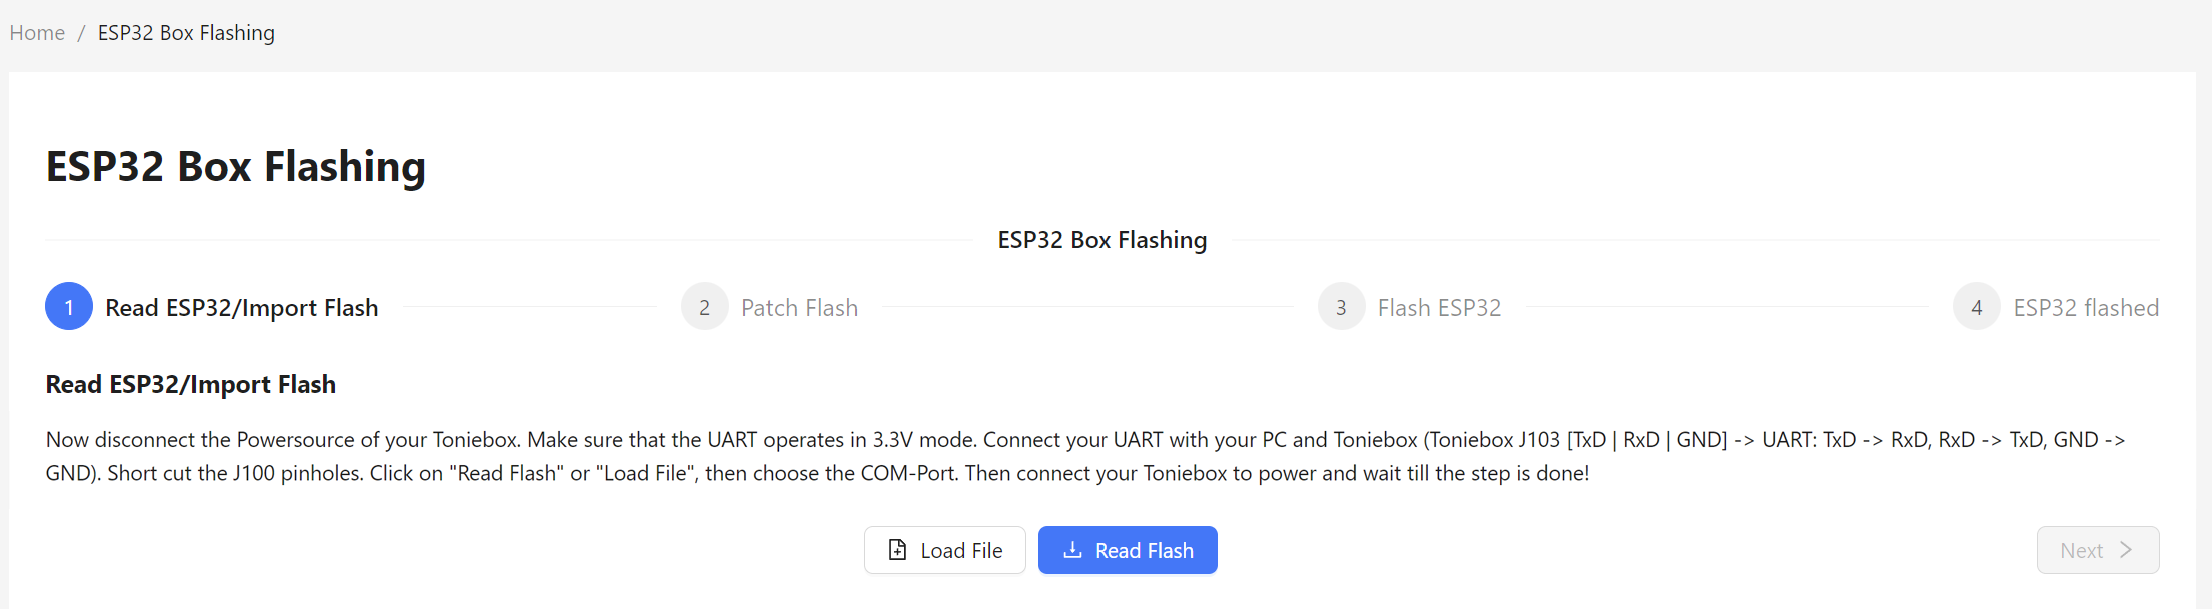 Home / ESP32 Box Flashing
ESP32 Box Flashing
ESP32 Box Flashing
1 Read ESP32/Import Flash 2 Patch Flash 3 Flash ESP32 4 ESP32 flashed
Read ESP32/Import Flash
Now disconnect the Powersource of your Toniebox. Make sure that the UART operates in 3.3V mode. Connect your UART with your PC and Toniebox (Toniebox J103 [TxD | RxD | GND] -> UART: TxD -> RxD, RxD -> TxD, GND ->
GND). Short cut the J100 pinholes. Click on "Read Flash" or "Load File", then choose the COM-Port. Then connect your Toniebox to power and wait till the step is done!
Load File Read Flash Next